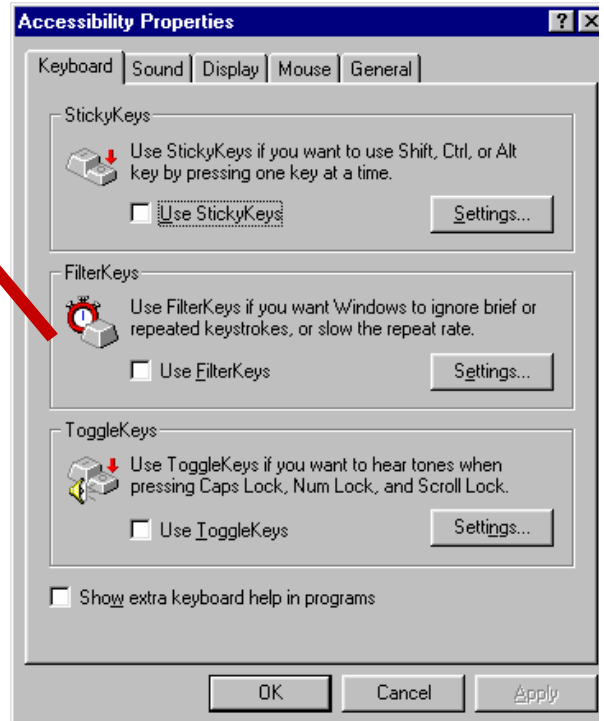 Accessibility Properties
Keyboard Sound Display Mouse General
StickyKeys
Use StickyKeys if you want to use Shift, Ctrl, or Alt
key by pressing one key at a time.
Use StickyKeys Settings...
FilterKeys
Use FilterKeys if you want Windows to ignore brief or
repeated keystrokes, or slow the repeat rate.
Use FilterKeys Settings...
ToggleKeys
Use ToggleKeys if you want to hear tones when
pressing Caps Lock, Num Lock, and Scroll Lock.
Use ToggleKeys Settings...
Show extra keyboard help in programs
OK Cancel Apply